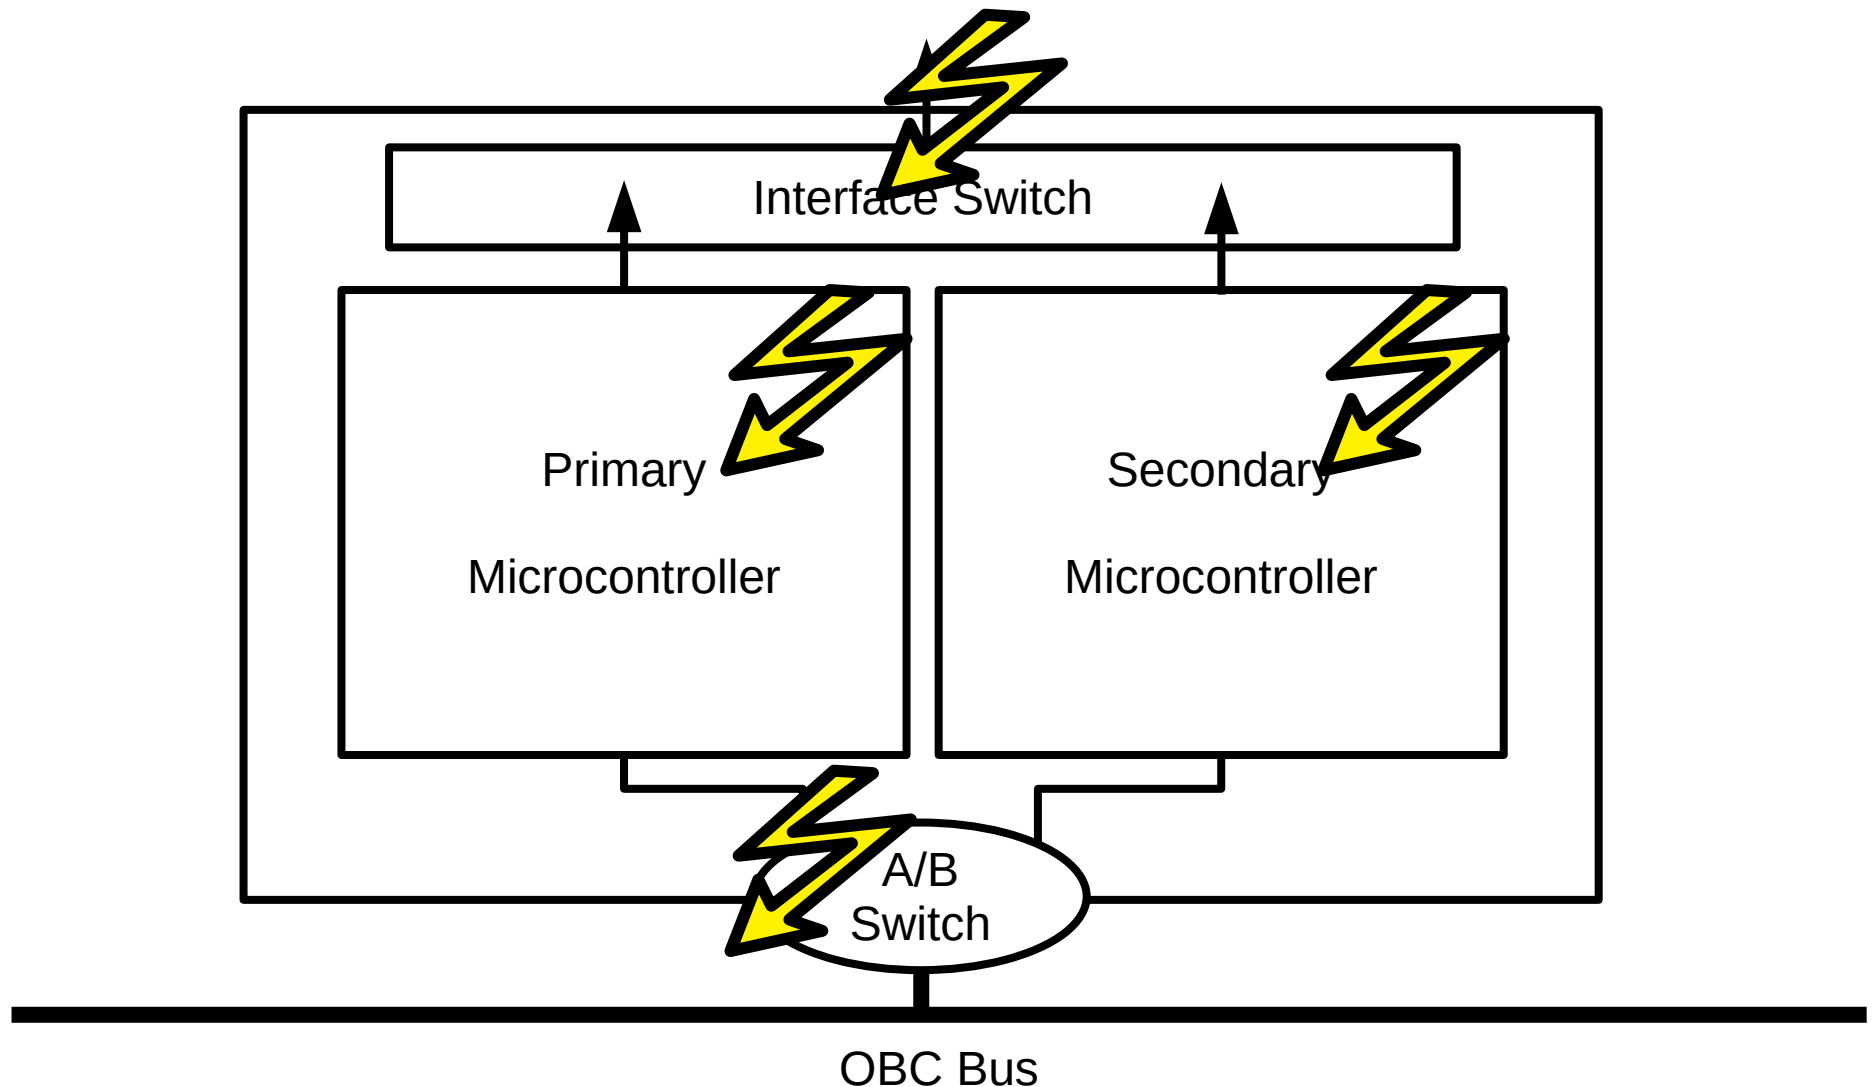 Interface Switch
Primary
Microcontroller
Secondary
Microcontroller
A/B
Switch
OBC Bus